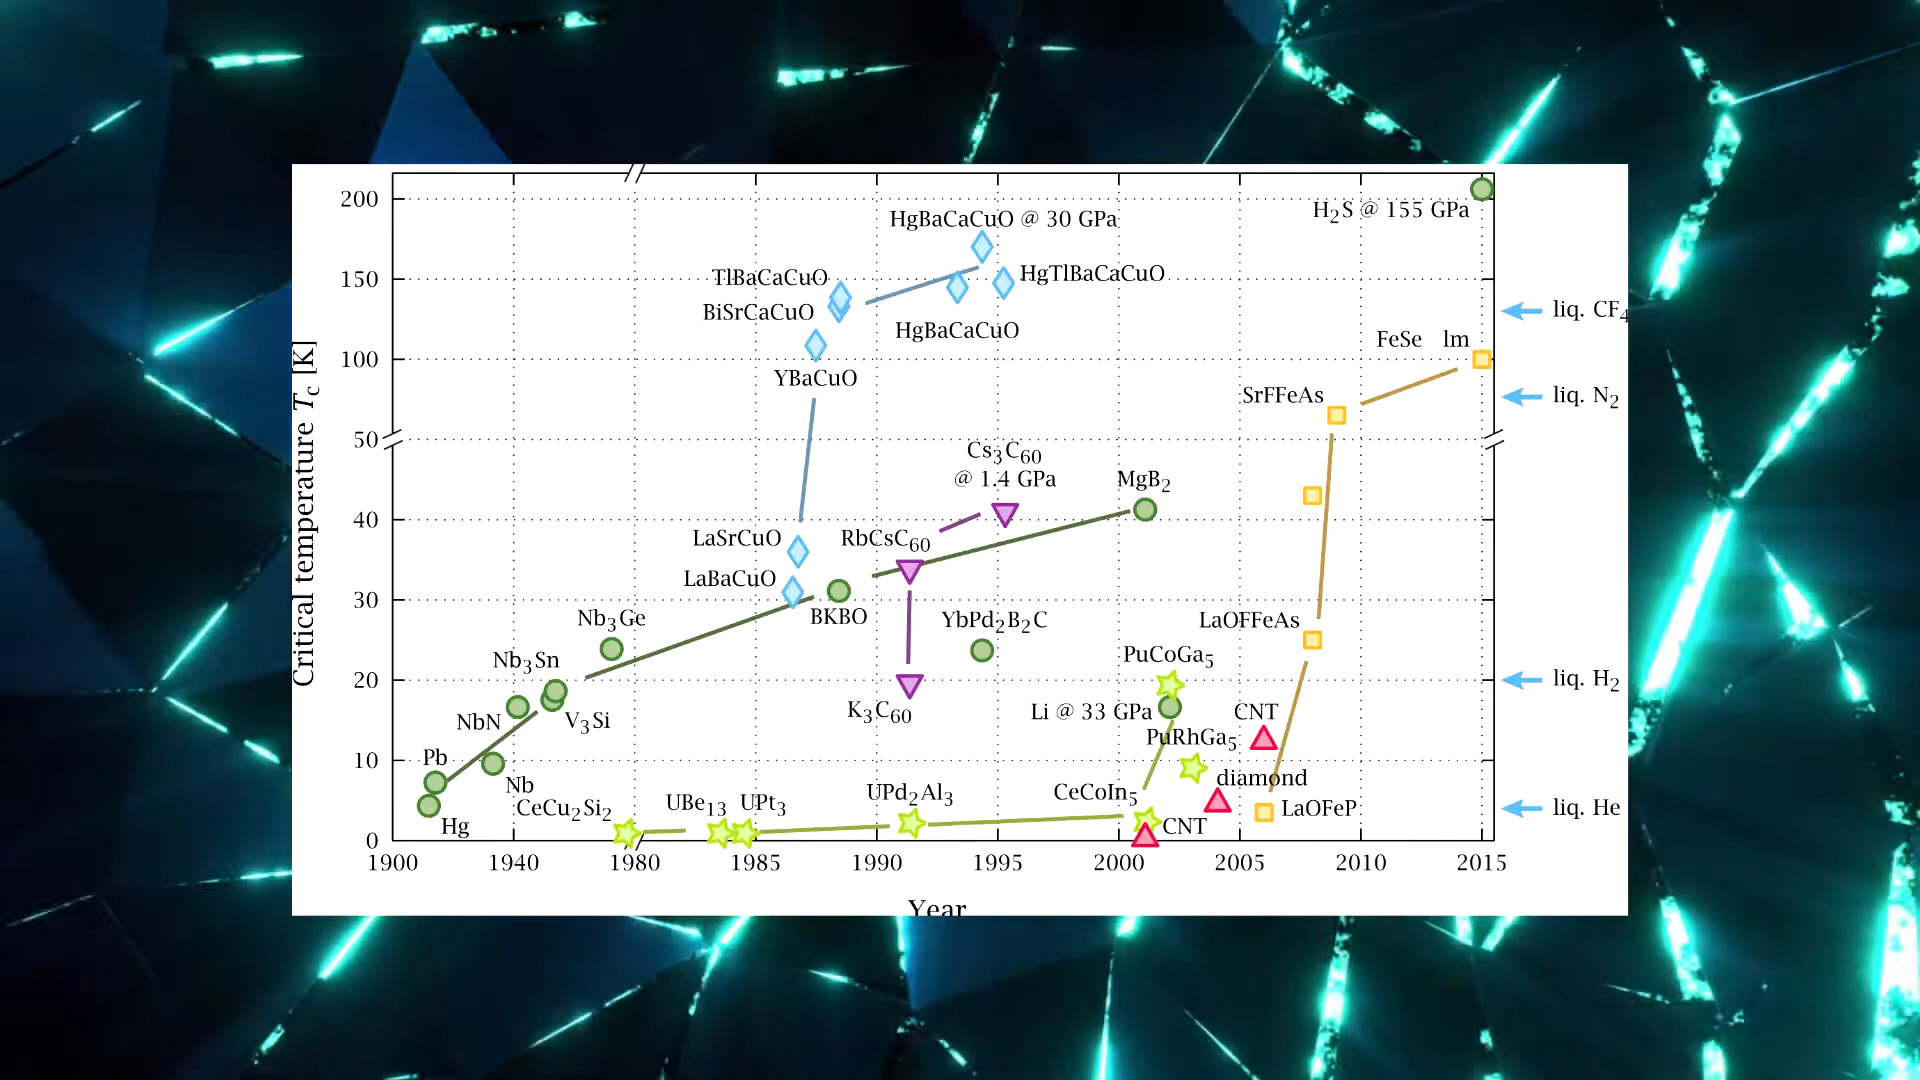 200
H₂S @ 155 GPa
HgBaCaCuO @ 30 GPa
TlBaCaCuO
HgTlBaCaCuO
150
BiSrCaCuO
liq. CF₄
HgBaCaCuO
FeSe lm
100
YBaCuO
SrFFeAs
liq. N₂
50
Cs₃C₆₀
@ 1.4 GPa
MgB₂
Critical temperature T_c [K]
40
LaSrCuO
RbCsC₆₀
LaBaCuO
30
BKBO
Nb₃Ge
YbPd₂B₂C
LaOFFeAs
Nb₃Sn
PuCoGa₅
20
liq. H₂
NbN
V₃Si
K₃C₆₀
Li @ 33 GPa
CNT
PuRhGa₅
Pb
10
Nb
diamond
CeCu₂Si₂
UBe₁₃
UPt₃
UPd₂Al₃
CeCoIn₅
LaOFeP
liq. He
Hg
CNT
0
1900 1940 1980 1985 1990 1995 2000 2005 2010 2015
Year